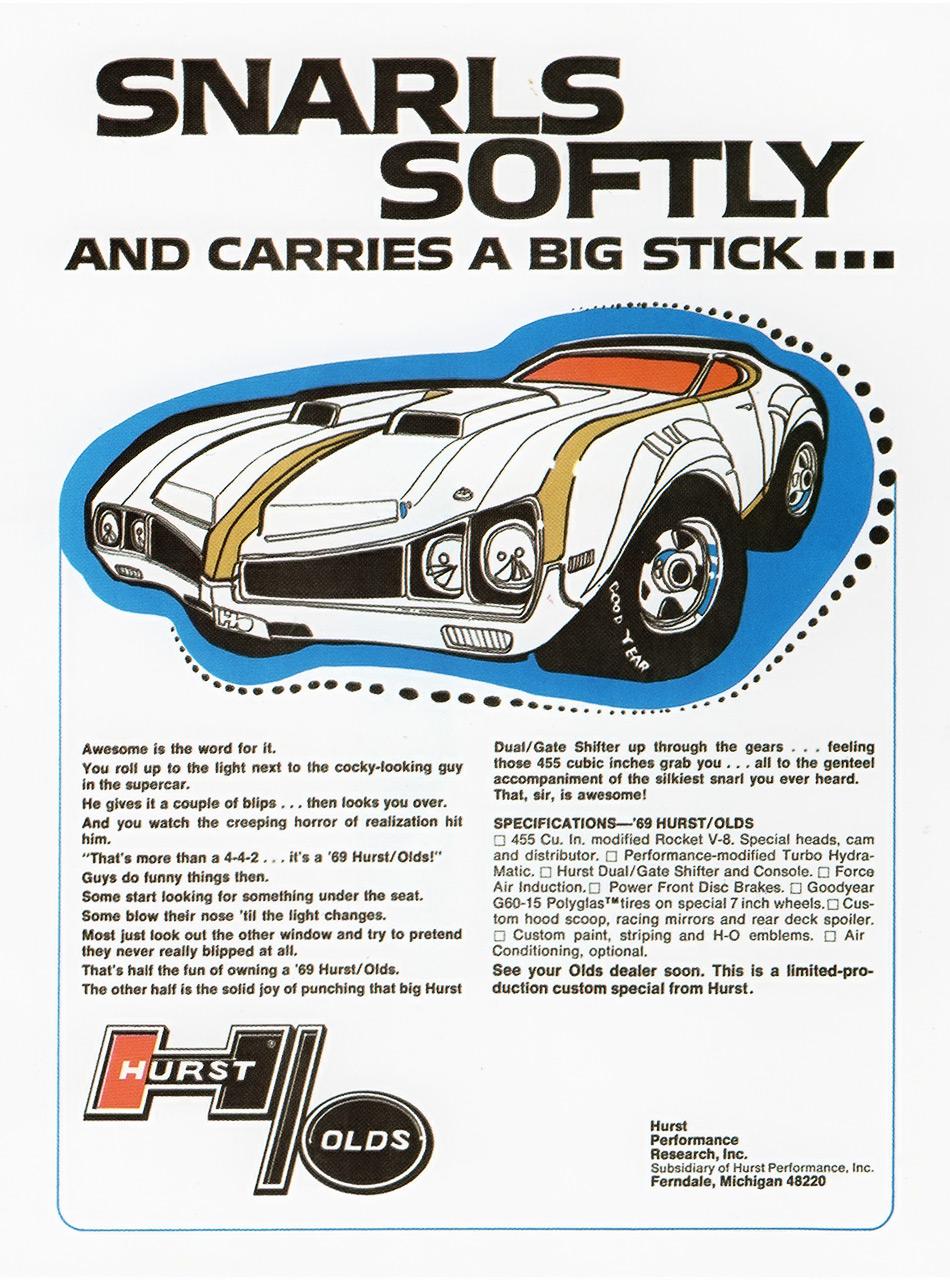 SNARLS
SOFTLY
AND CARRIES A BIG STICK...
GOOD YEAR
H/O
Awesome is the word for it.
You roll up to the light next to the cocky-looking guy
in the supercar.
He gives it a couple of blips . . . then looks you over.
And you watch the creeping horror of realization hit
him.
"That's more than a 4-4-2 . . . it's a '69 Hurst/Olds!"
Guys do funny things then.
Some start looking for something under the seat.
Some blow their nose 'til the light changes.
Most just look out the other window and try to pretend
they never really blipped at all.
That's half the fun of owning a '69 Hurst/Olds.
The other half is the solid joy of punching that big Hurst
Dual/Gate Shifter up through the gears . . . feeling
those 455 cubic inches grab you . . . all to the genteel
accompaniment of the silkiest snarl you ever heard.
That, sir, is awesome!
SPECIFICATIONS—'69 HURST/OLDS
□ 455 Cu. In. modified Rocket V-8. Special heads, cam
and distributor. □ Performance-modified Turbo Hydra-
Matic. □ Hurst Dual/Gate Shifter and Console. □ Force
Air Induction. □ Power Front Disc Brakes. □ Goodyear
G60-15 Polyglas™ tires on special 7 inch wheels. □ Cus-
tom hood scoop, racing mirrors and rear deck spoiler.
□ Custom paint, striping and H-O emblems. □ Air
Conditioning, optional.
See your Olds dealer soon. This is a limited-pro-
duction custom special from Hurst.
HURST®
OLDS
Hurst
Performance
Research, Inc.
Subsidiary of Hurst Performance, Inc.
Ferndale, Michigan 48220